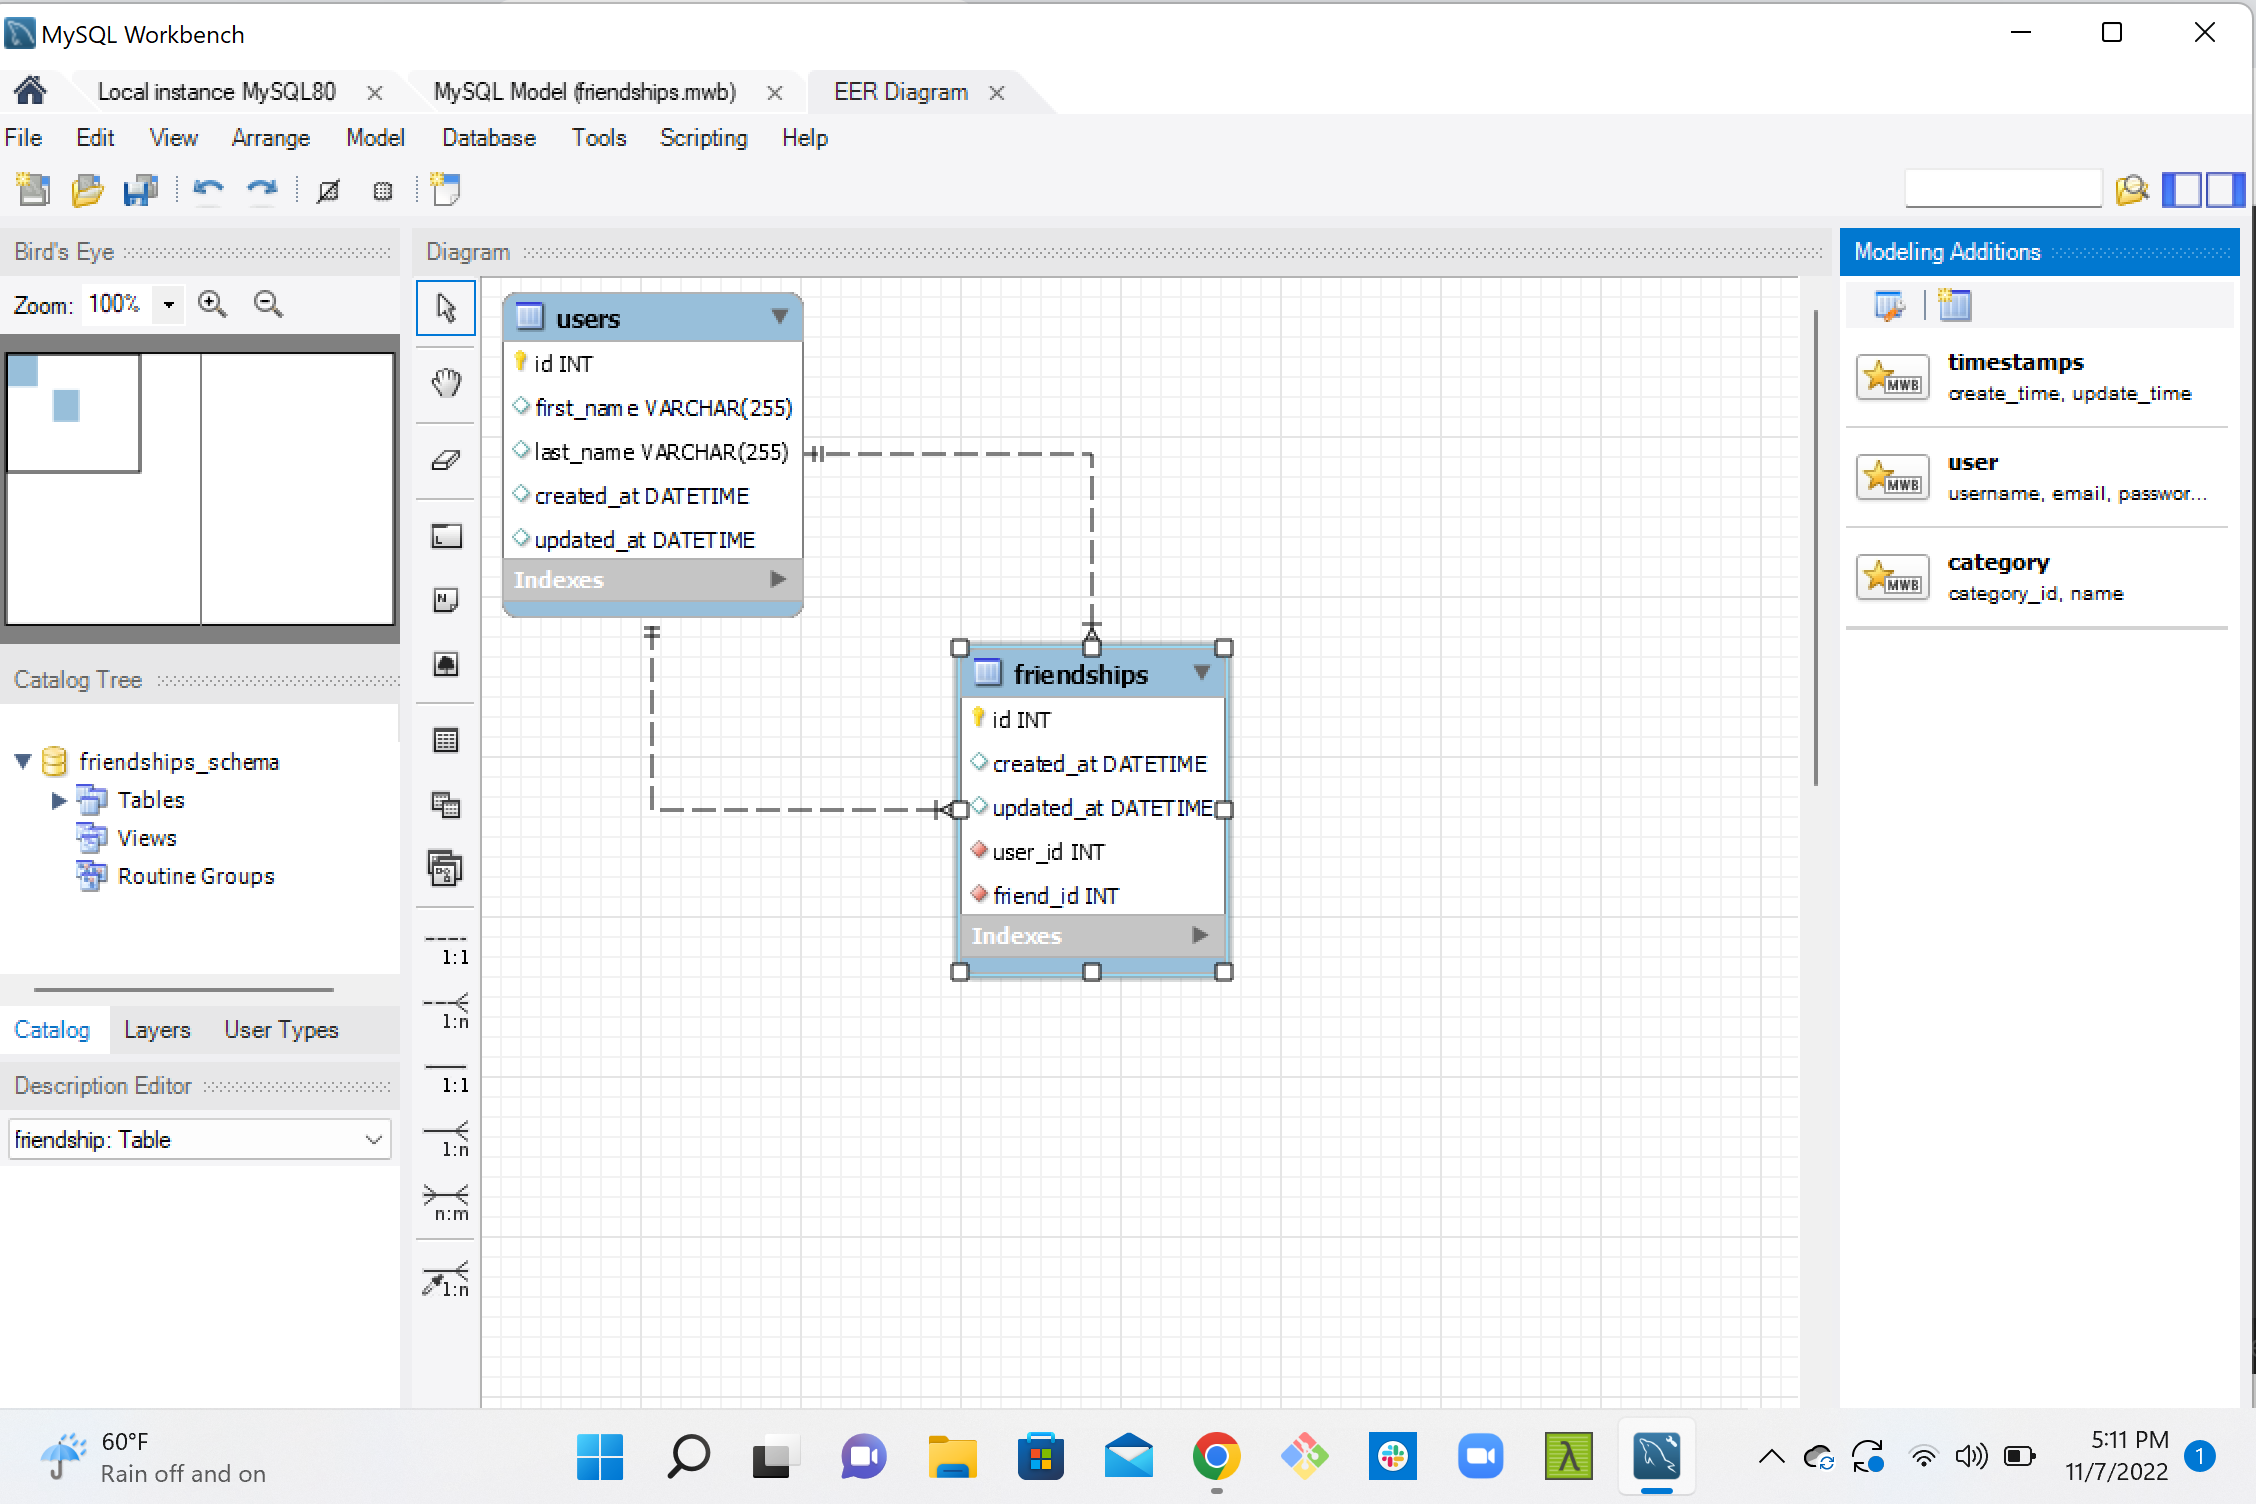 MySQL Workbench
Local instance MySQL80
MySQL Model (friendships.mwb)
EER Diagram
File Edit View Arrange Model Database Tools Scripting Help
Bird's Eye
Zoom: 100%
Catalog Tree
friendships_schema
Tables
Views
Routine Groups
Catalog Layers User Types
Description Editor
friendship: Table
Diagram
1:1
1:n
1:1
1:n
n:m
1:n
users
id INT
first_name VARCHAR(255)
last_name VARCHAR(255)
created_at DATETIME
updated_at DATETIME
Indexes
friendships
id INT
created_at DATETIME
updated_at DATETIME
user_id INT
friend_id INT
Indexes
Modeling Additions
MWB
timestamps
create_time, update_time
MWB
user
username, email, passwor...
MWB
category
category_id, name
60°F
Rain off and on
5:11 PM
11/7/2022
1